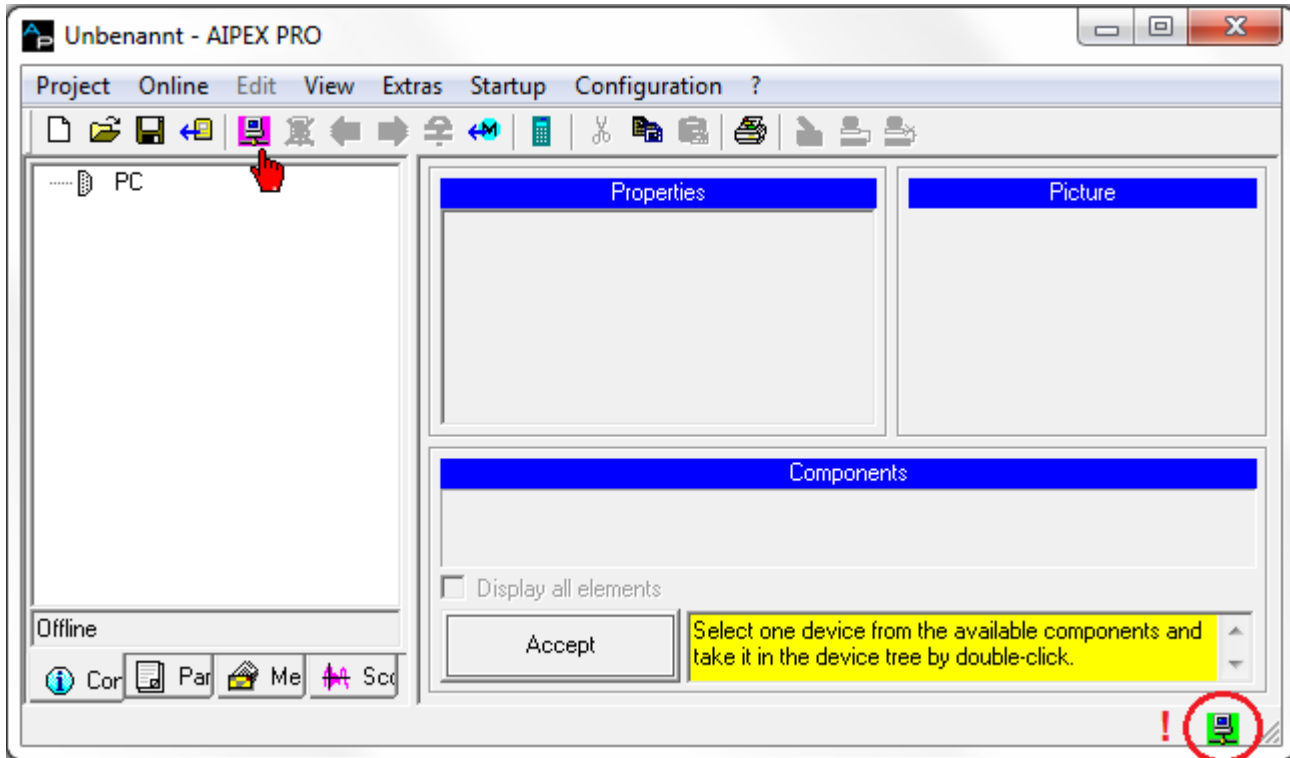 Unbenannt - AIPEX PRO
Project Online Edit View Extras Startup Configuration ?
PC
Properties
Picture
Components
Display all elements
Offline
Accept
Select one device from the available components and
take it in the device tree by double-click.
Cor Par Me Sco
!